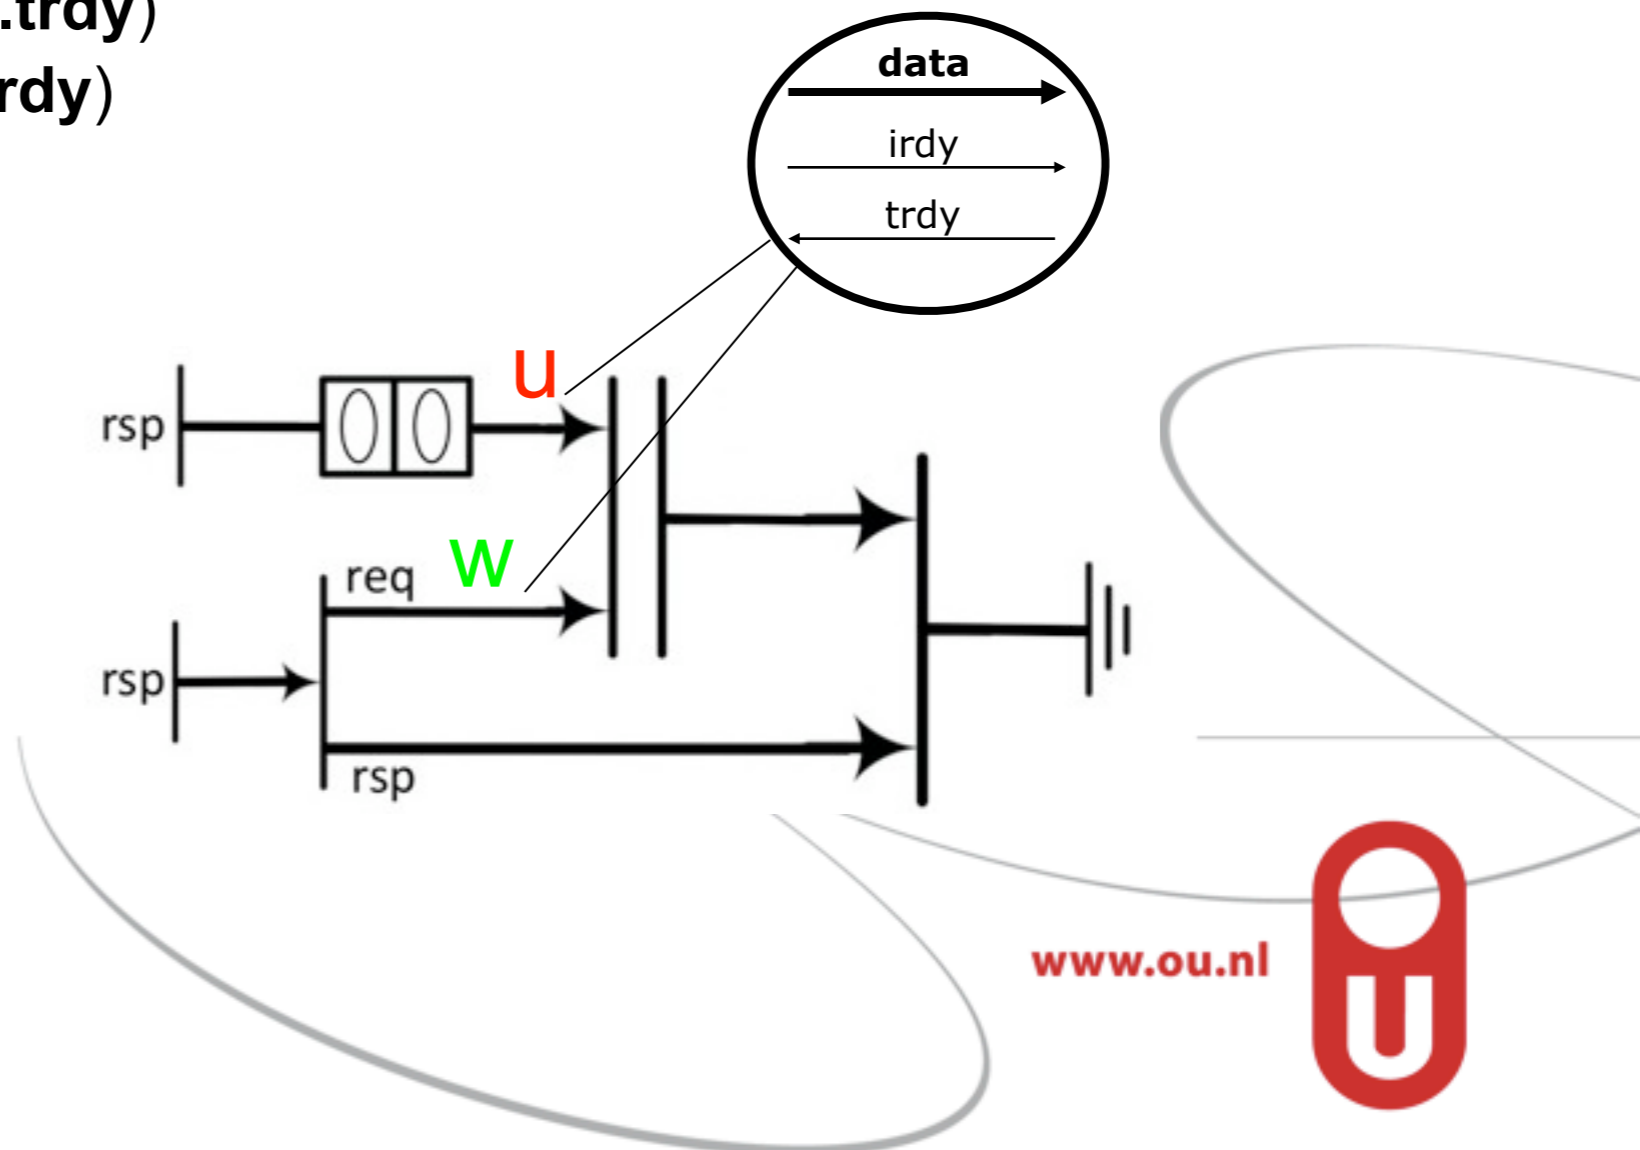 .trdy)
rdy)
data
irdy
trdy
u
rsp
w
req
rsp
rsp
www.ou.nl